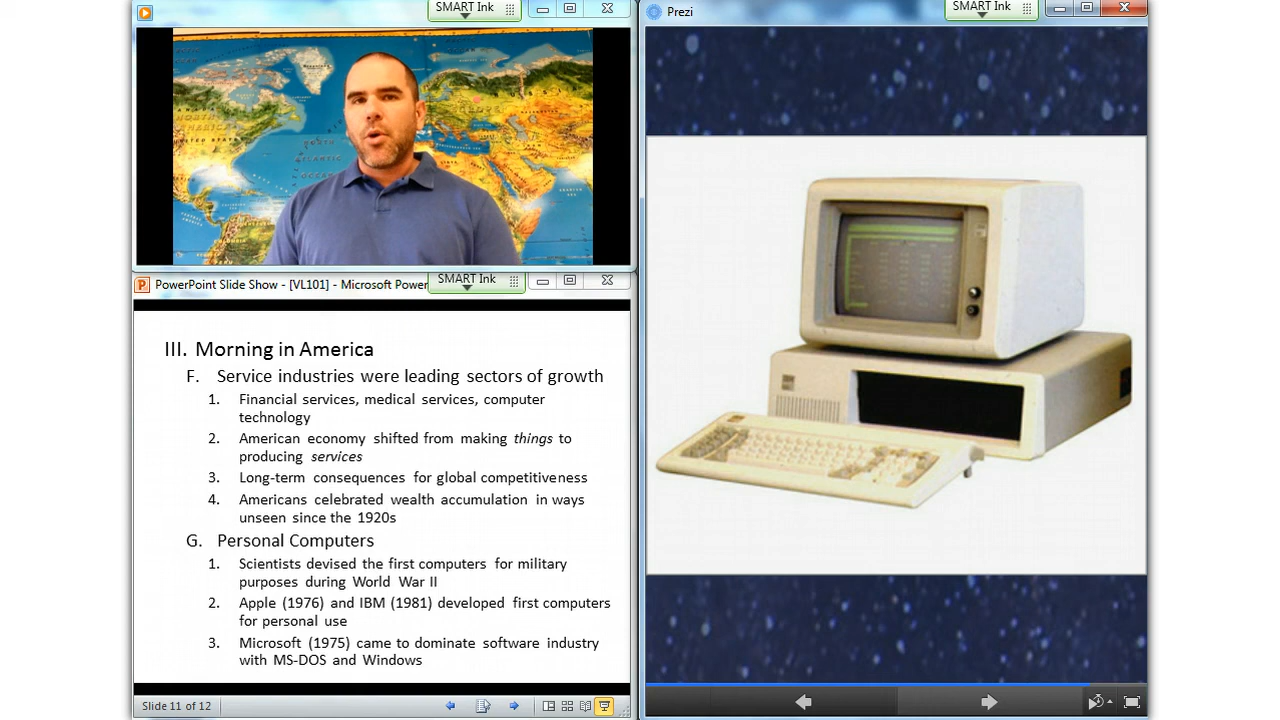 SMART Ink
PowerPoint Slide Show - [VL101] - Microsoft Power
SMART Ink
III. Morning in America
F. Service industries were leading sectors of growth
1. Financial services, medical services, computer
technology
2. American economy shifted from making things to
producing services
3. Long-term consequences for global competitiveness
4. Americans celebrated wealth accumulation in ways
unseen since the 1920s
G. Personal Computers
1. Scientists devised the first computers for military
purposes during World War II
2. Apple (1976) and IBM (1981) developed first computers
for personal use
3. Microsoft (1975) came to dominate software industry
with MS-DOS and Windows
Slide 11 of 12
Prezi
SMART Ink